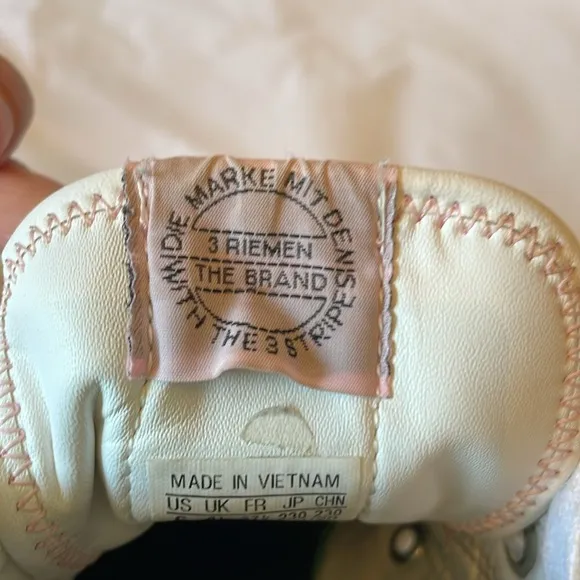 DIE MARKE MIT DEN
3 RIEMEN
THE BRAND
WITH THE 3 STRIPES
MADE IN VIETNAM
US UK FR JP CHN